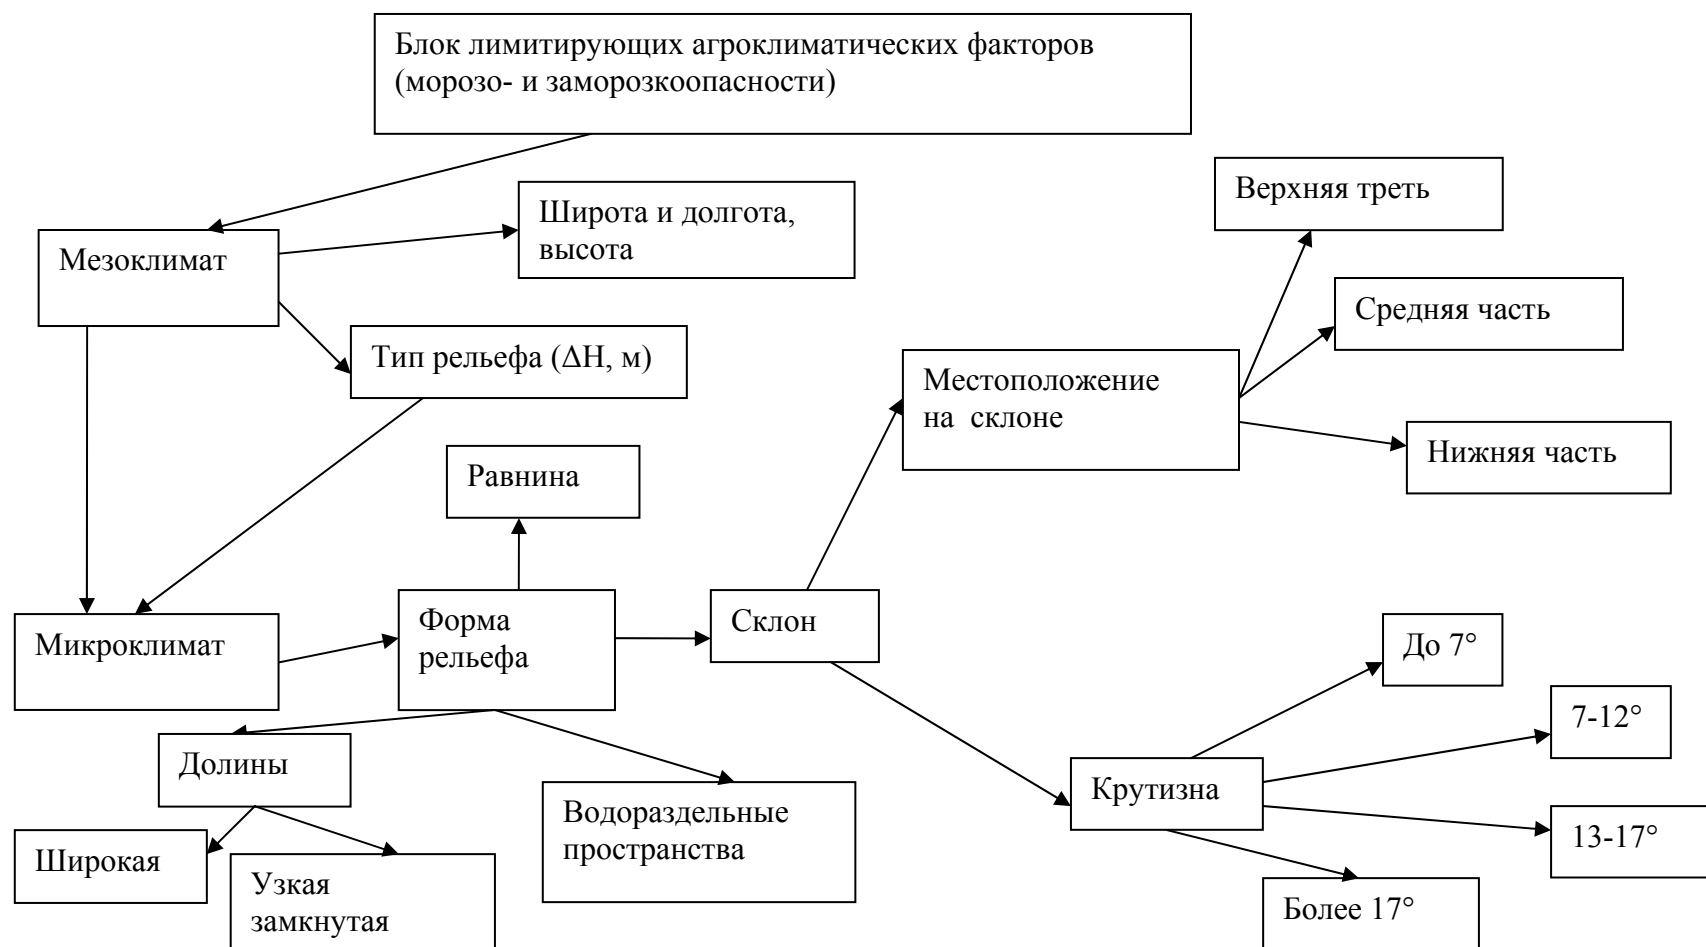 Блок лимитирующих агроклиматических факторов
(морозо- и заморозкоопасности)
Верхняя треть
Широта и долгота,
высота
Мезоклимат
Средняя часть
Тип рельефа (ΔН, м)
Местоположение
на склоне
Нижняя часть
Равнина
Форма
рельефа
Склон
Микроклимат
До 7°
7-12°
Долины
Крутизна
Водораздельные
пространства
13-17°
Широкая
Узкая
замкнутая
Более 17°